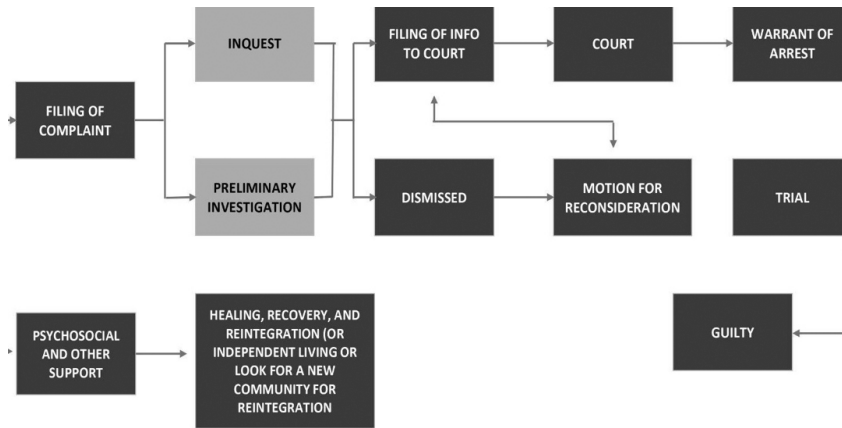 INQUEST
FILING OF INFO
TO COURT
COURT
WARRANT OF
ARREST
FILING OF
COMPLAINT
PRELIMINARY
INVESTIGATION
DISMISSED
MOTION FOR
RECONSIDERATION
TRIAL
PSYCHOSOCIAL
AND OTHER
SUPPORT
HEALING, RECOVERY, AND
REINTEGRATION (OR
INDEPENDENT LIVING OR
LOOK FOR A NEW
COMMUNITY FOR
REINTEGRATION
GUILTY